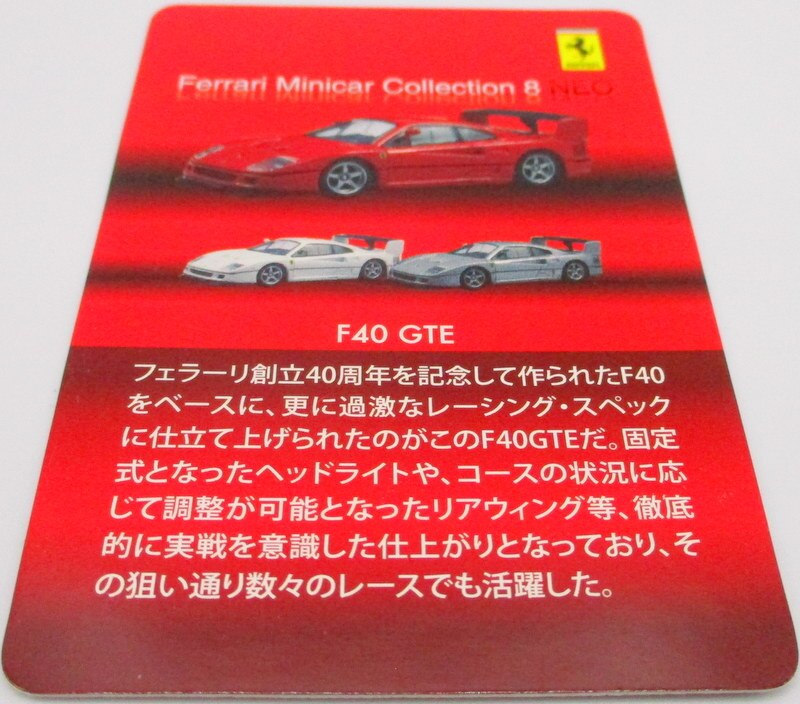 Ferrari Minicar Collection 8 NEO
F40 GTE
フェラーリ創立40周年を記念して作られたF40
をベースに、更に過激なレーシング・スペック
に仕立て上げられたのがこのF40GTEだ。固定
式となったヘッドライトや、コースの状況に応
じて調整が可能となったリアウィング等、徹底
的に実戦を意識した仕上がりとなっており、そ
の狙い通り数々のレースでも活躍した。